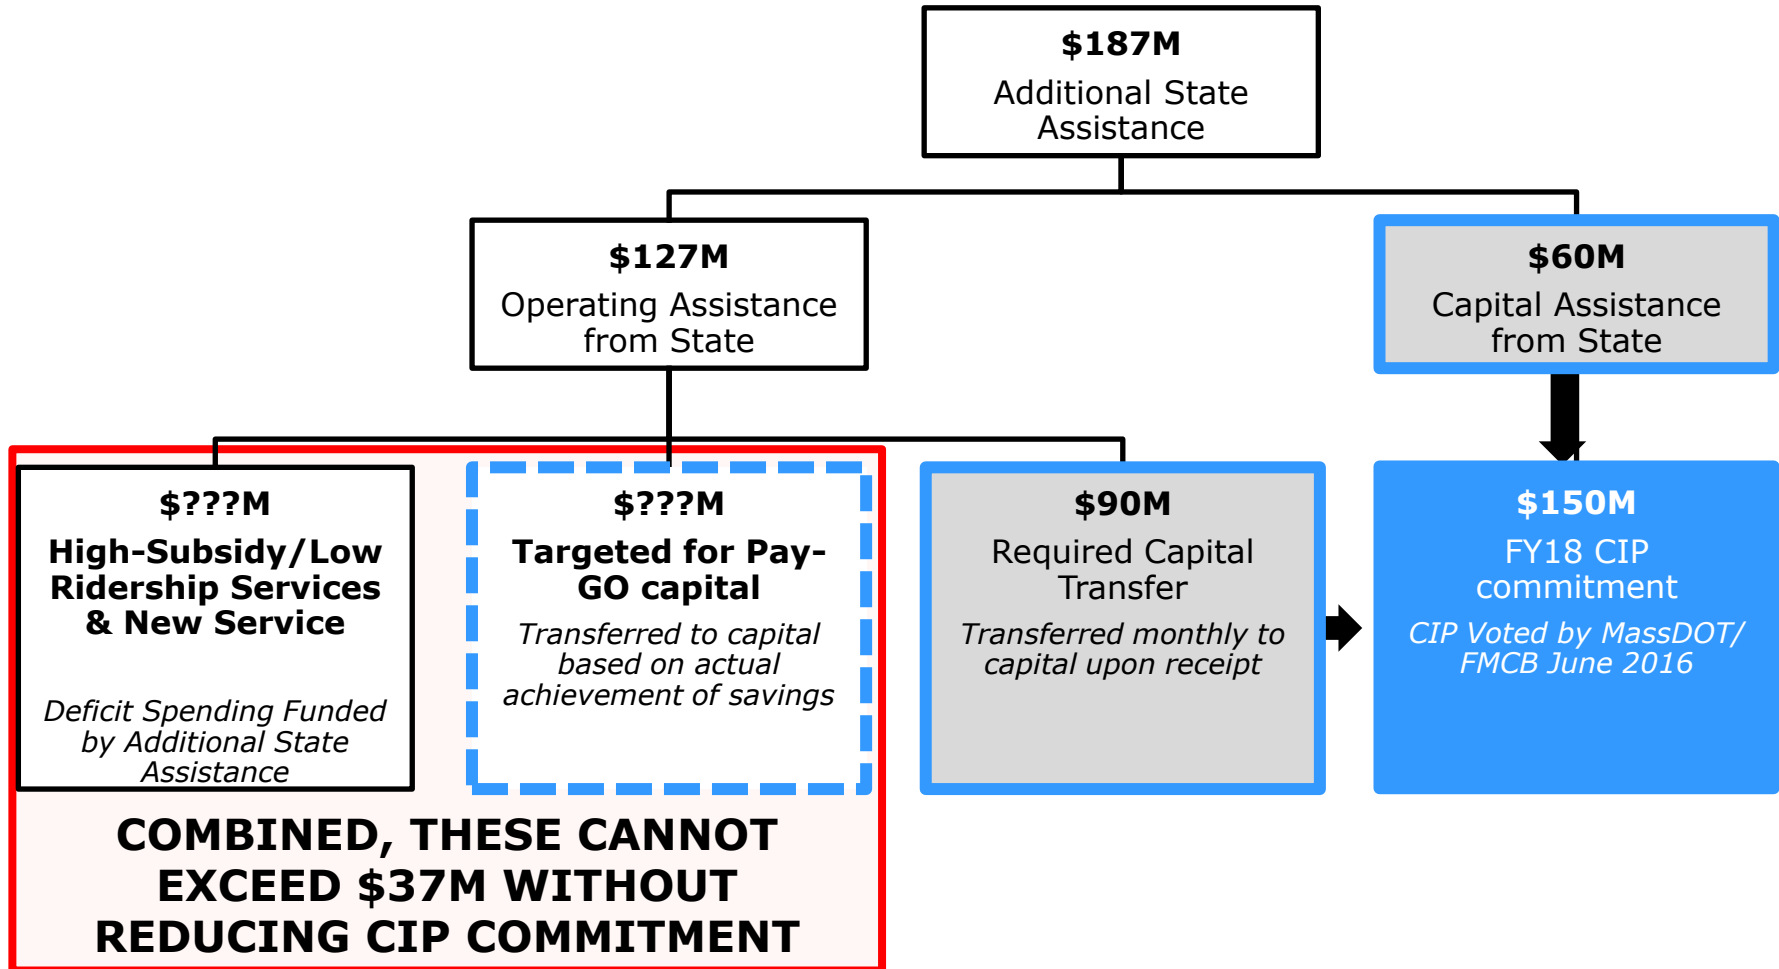 $187M
Additional State
Assistance
$127M
Operating Assistance
from State
$60M
Capital Assistance
from State
$???M
High-Subsidy/Low
Ridership Services
& New Service
Deficit Spending Funded
by Additional State
Assistance
$???M
Targeted for Pay-
GO capital
Transferred to capital
based on actual
achievement of savings
$90M
Required Capital
Transfer
Transferred monthly to
capital upon receipt
$150M
FY18 CIP
commitment
CIP Voted by MassDOT/
FMCB June 2016
COMBINED, THESE CANNOT
EXCEED $37M WITHOUT
REDUCING CIP COMMITMENT